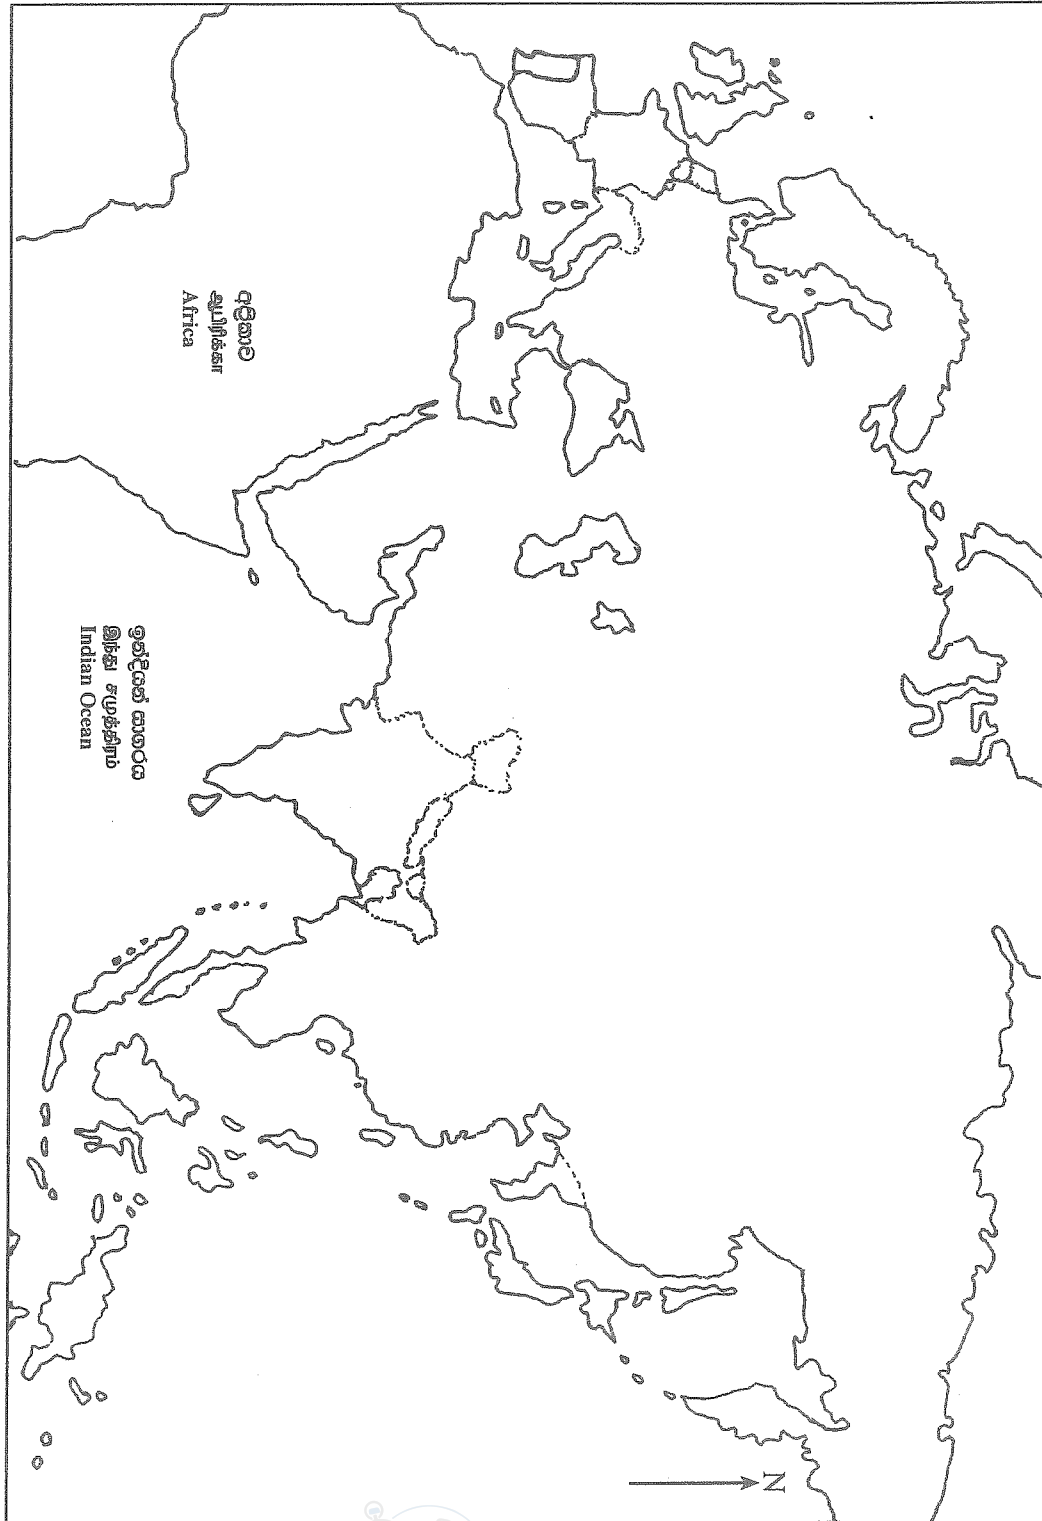 අප්‍රිකාව
ஆபிரிக்கா
Africa
ඉන්දියන් සාගරය
இந்து சமுத்திரம்
Indian Ocean
N